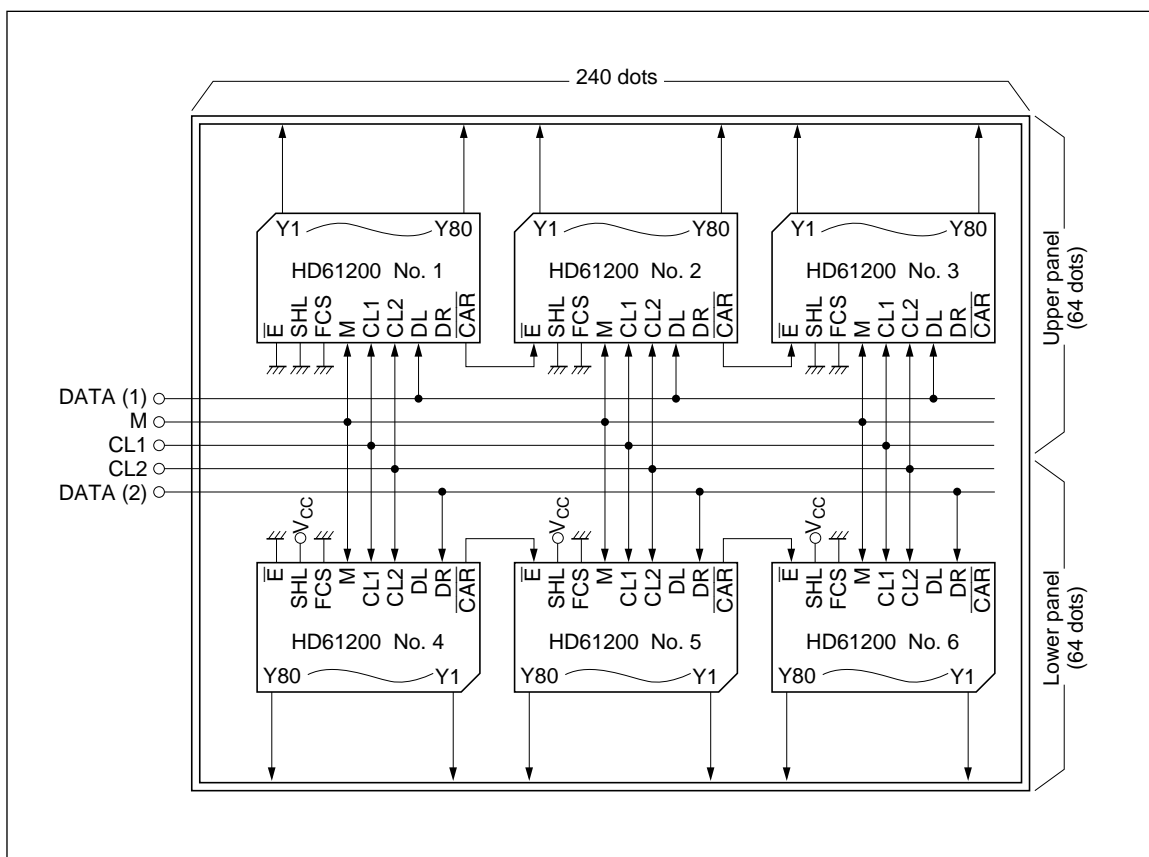 240 dots
Y1 Y80
HD61200 No. 1
E SHL FCS M CL1 CL2 DL DR CAR
Y1 Y80
HD61200 No. 2
E SHL FCS M CL1 CL2 DL DR CAR
Y1 Y80
HD61200 No. 3
E SHL FCS M CL1 CL2 DL DR CAR
Upper panel
(64 dots)
DATA (1)
M
CL1
CL2
DATA (2)
VCC
VCC
VCC
E SHL FCS M CL1 CL2 DL DR CAR
HD61200 No. 4
Y80 Y1
E SHL FCS M CL1 CL2 DL DR CAR
HD61200 No. 5
Y80 Y1
E SHL FCS M CL1 CL2 DL DR CAR
HD61200 No. 6
Y80 Y1
Lower panel
(64 dots)